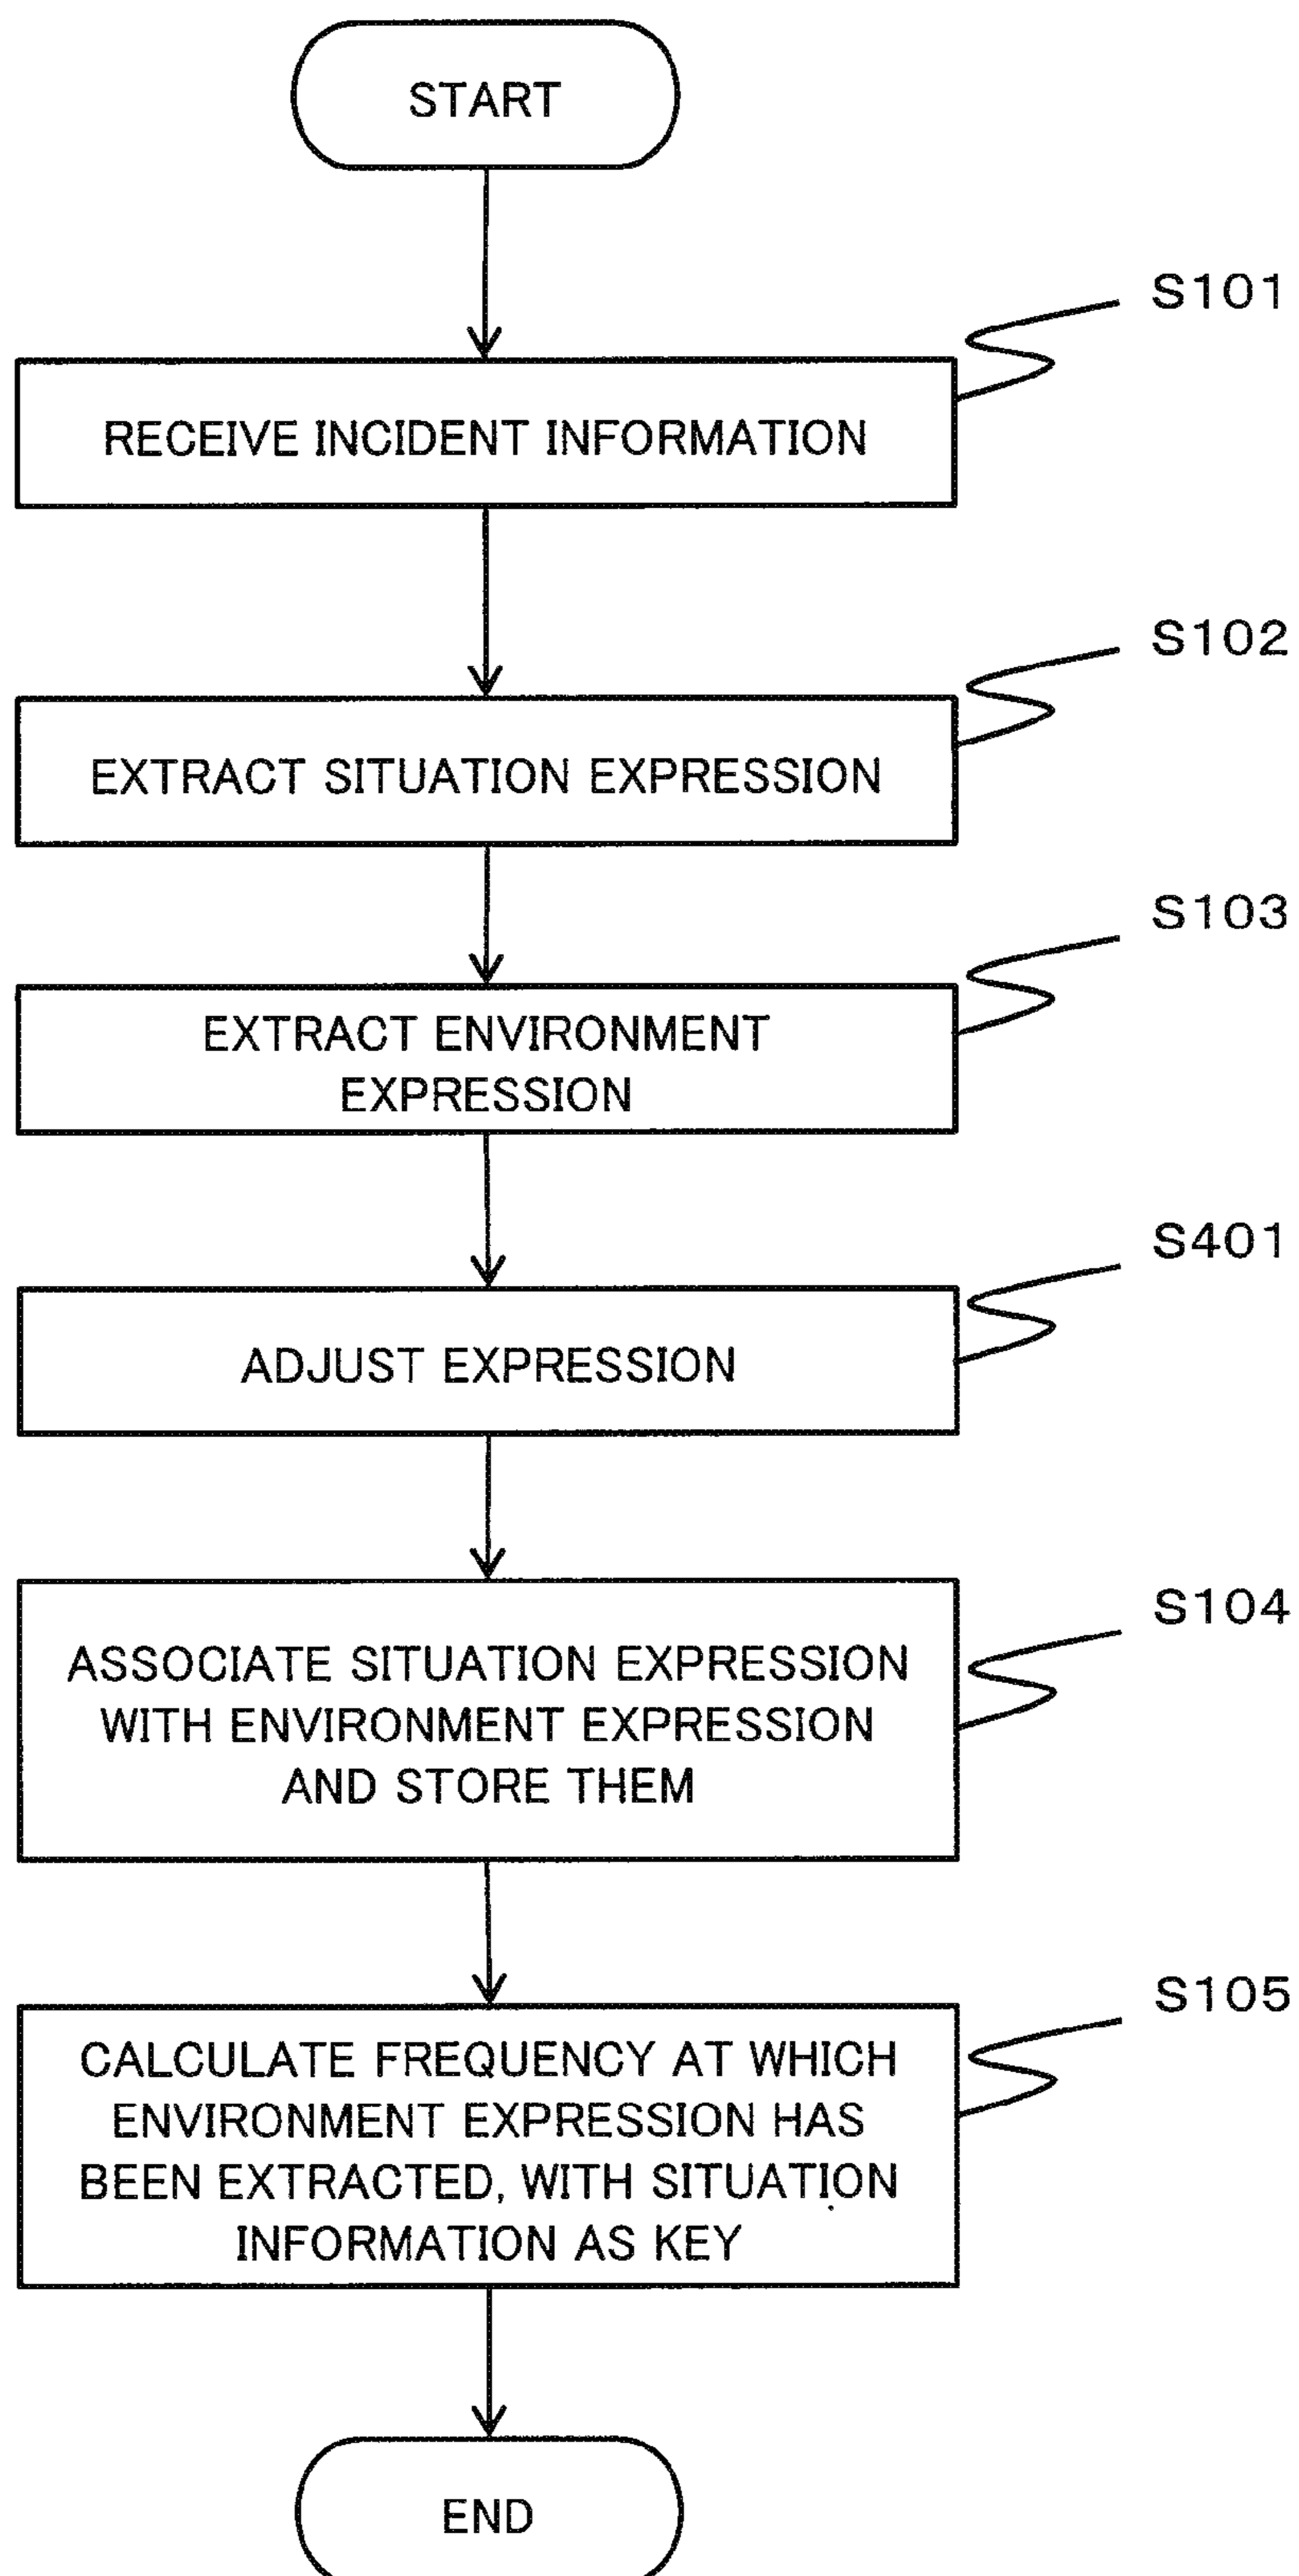 START
S101
RECEIVE INCIDENT INFORMATION
S102
EXTRACT SITUATION EXPRESSION
S103
EXTRACT ENVIRONMENT
EXPRESSION
S401
ADJUST EXPRESSION
S104
ASSOCIATE SITUATION EXPRESSION
WITH ENVIRONMENT EXPRESSION
AND STORE THEM
S105
CALCULATE FREQUENCY AT WHICH
ENVIRONMENT EXPRESSION HAS
BEEN EXTRACTED, WITH SITUATION
INFORMATION AS KEY
END